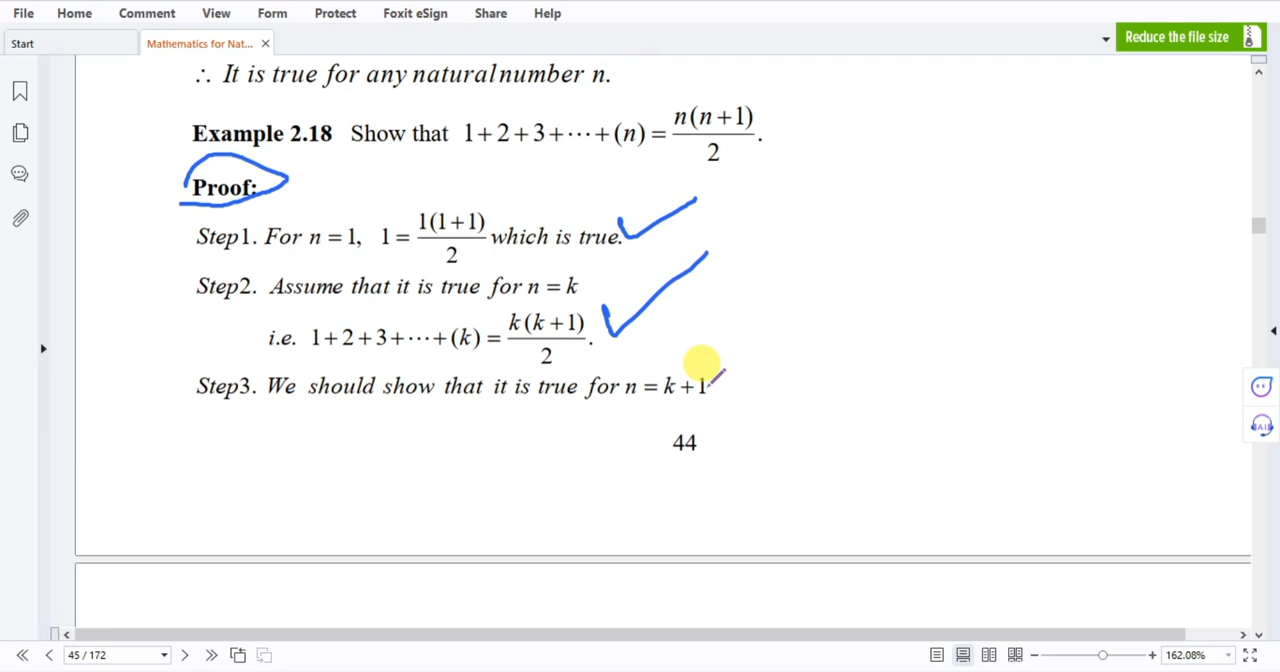 File Home Comment View Form Protect Foxit eSign Share Help
Start
Mathematics for Nat...
Reduce the file size
∴ It is true for any natural number n.
Example 2.18 Show that 1+2+3+⋯+(n) = n(n+1)/2.
Proof:
Step1. For n = 1, 1 = 1(1+1)/2 which is true.
Step2. Assume that it is true for n = k
i.e. 1+2+3+⋯+(k) = k(k+1)/2.
Step3. We should show that it is true for n = k+1
44
AI
45 / 172
162.08%